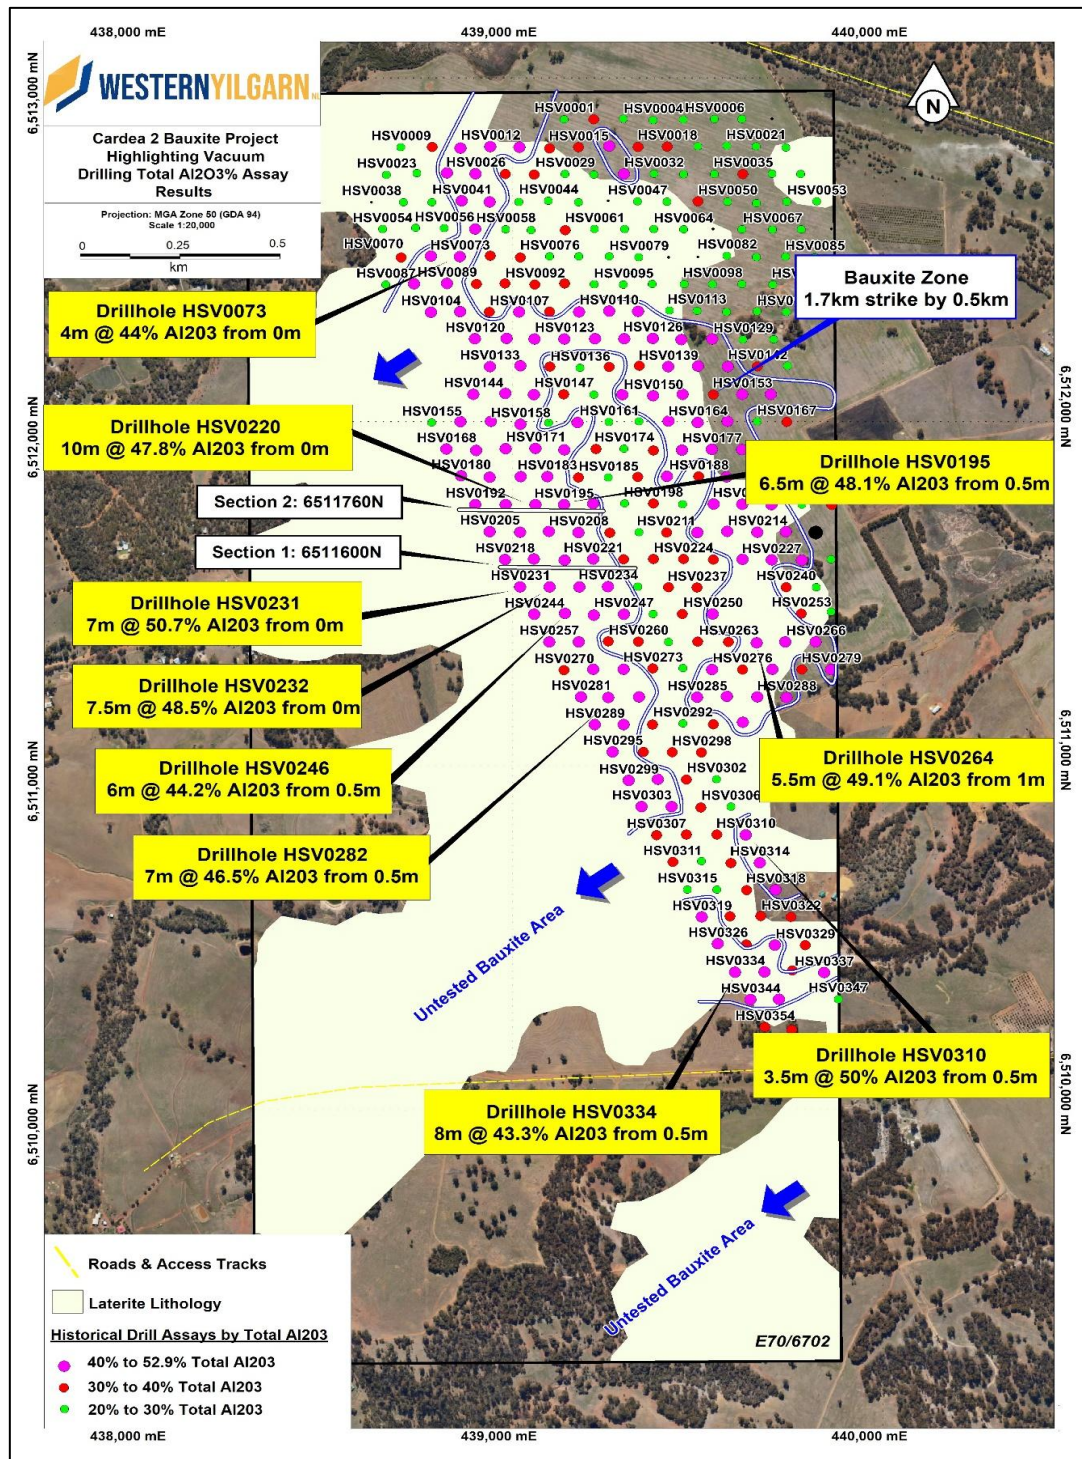 438,000 mE
439,000 mE
440,000 mE
6,513,000 mN
WESTERNYILGARN NL
Cardea 2 Bauxite Project
Highlighting Vacuum
Drilling Total Al2O3% Assay
Results
Projection: MGA Zone 50 (GDA 94)
Scale 1:20,000
0 0.25 0.5
km
N
HSV0001 HSV0004 HSV0006
HSV0009 HSV0012 HSV0015 HSV0018 HSV0021
HSV0023 HSV0026 HSV0029 HSV0032 HSV0035
HSV0038 HSV0041 HSV0044 HSV0047 HSV0050 HSV0053
HSV0054 HSV0056 HSV0058 HSV0061 HSV0064 HSV0067
HSV0070 HSV0073 HSV0076 HSV0079 HSV0082 HSV0085
HSV0087 HSV0089 HSV0092 HSV0095 HSV0098
HSV0104 HSV0107 HSV0110 HSV0113
HSV0120 HSV0123 HSV0126 HSV0129
HSV0133 HSV0136 HSV0139 HSV0142
HSV0144 HSV0147 HSV0150 HSV0153
HSV0155 HSV0158 HSV0161 HSV0164 HSV0167
HSV0168 HSV0171 HSV0174 HSV0177
HSV0180 HSV0183 HSV0185 HSV0188
HSV0192 HSV0195 HSV0198
HSV0205 HSV0208 HSV0211 HSV0214
HSV0218 HSV0221 HSV0224 HSV0227
HSV0231 HSV0234 HSV0237 HSV0240
HSV0244 HSV0247 HSV0250 HSV0253
HSV0257 HSV0260 HSV0263 HSV0266
HSV0270 HSV0273 HSV0276 HSV0279
HSV0281 HSV0285 HSV0288
HSV0289 HSV0292
HSV0295 HSV0298
HSV0299 HSV0302
HSV0303 HSV0306
HSV0307 HSV0310
HSV0311 HSV0314
HSV0315 HSV0318
HSV0319 HSV0322
HSV0326 HSV0329
HSV0334 HSV0337
HSV0344 HSV0347
HSV0354
Bauxite Zone
1.7km strike by 0.5km
Drillhole HSV0073
4m @ 44% Al203 from 0m
Drillhole HSV0220
10m @ 47.8% Al203 from 0m
Drillhole HSV0195
6.5m @ 48.1% Al203 from 0.5m
Section 2: 6511760N
Section 1: 6511600N
Drillhole HSV0231
7m @ 50.7% Al203 from 0m
Drillhole HSV0232
7.5m @ 48.5% Al203 from 0m
Drillhole HSV0246
6m @ 44.2% Al203 from 0.5m
Drillhole HSV0264
5.5m @ 49.1% Al203 from 1m
Drillhole HSV0282
7m @ 46.5% Al203 from 0.5m
Drillhole HSV0310
3.5m @ 50% Al203 from 0.5m
Drillhole HSV0334
8m @ 43.3% Al203 from 0.5m
6,512,000 mN
6,512,000 mN
6,511,000 mN
6,511,000 mN
6,510,000 mN
6,510,000 mN
Untested Bauxite Area
Untested Bauxite Area
E70/6702
Roads & Access Tracks
Laterite Lithology
Historical Drill Assays by Total Al203
40% to 52.9% Total Al203
30% to 40% Total Al203
20% to 30% Total Al203
438,000 mE
439,000 mE
440,000 mE